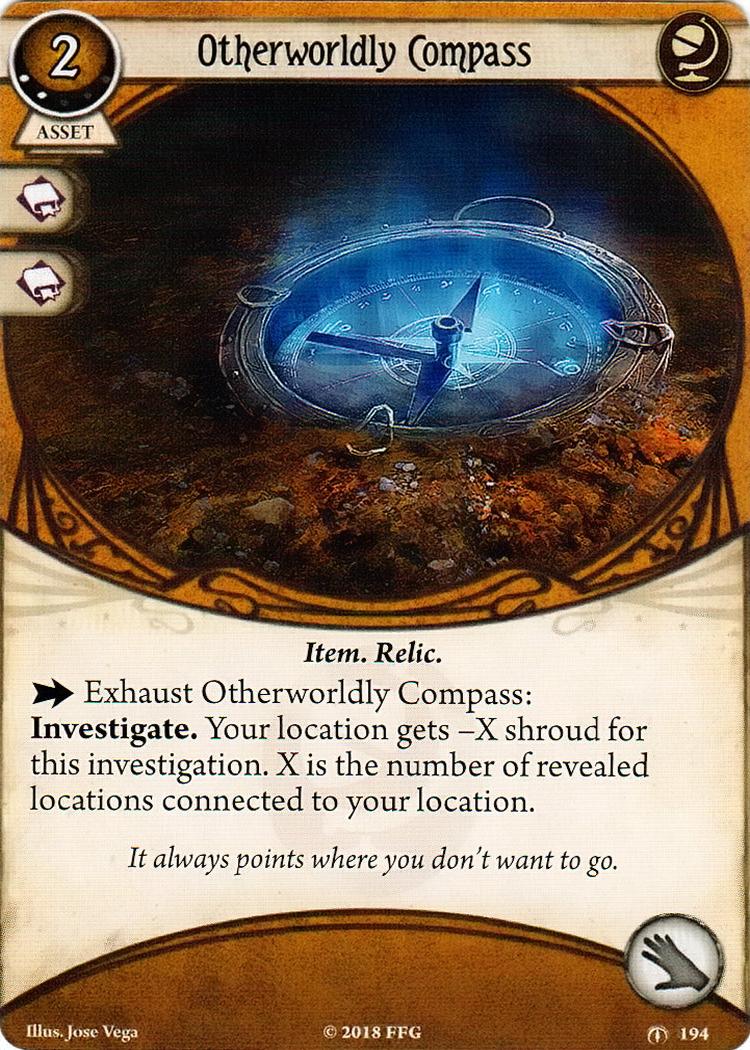 2
Otherworldly Compass
ASSET
Item. Relic.
Exhaust Otherworldly Compass:
Investigate. Your location gets –X shroud for
this investigation. X is the number of revealed
locations connected to your location.
It always points where you don't want to go.
Illus. Jose Vega
© 2018 FFG
194